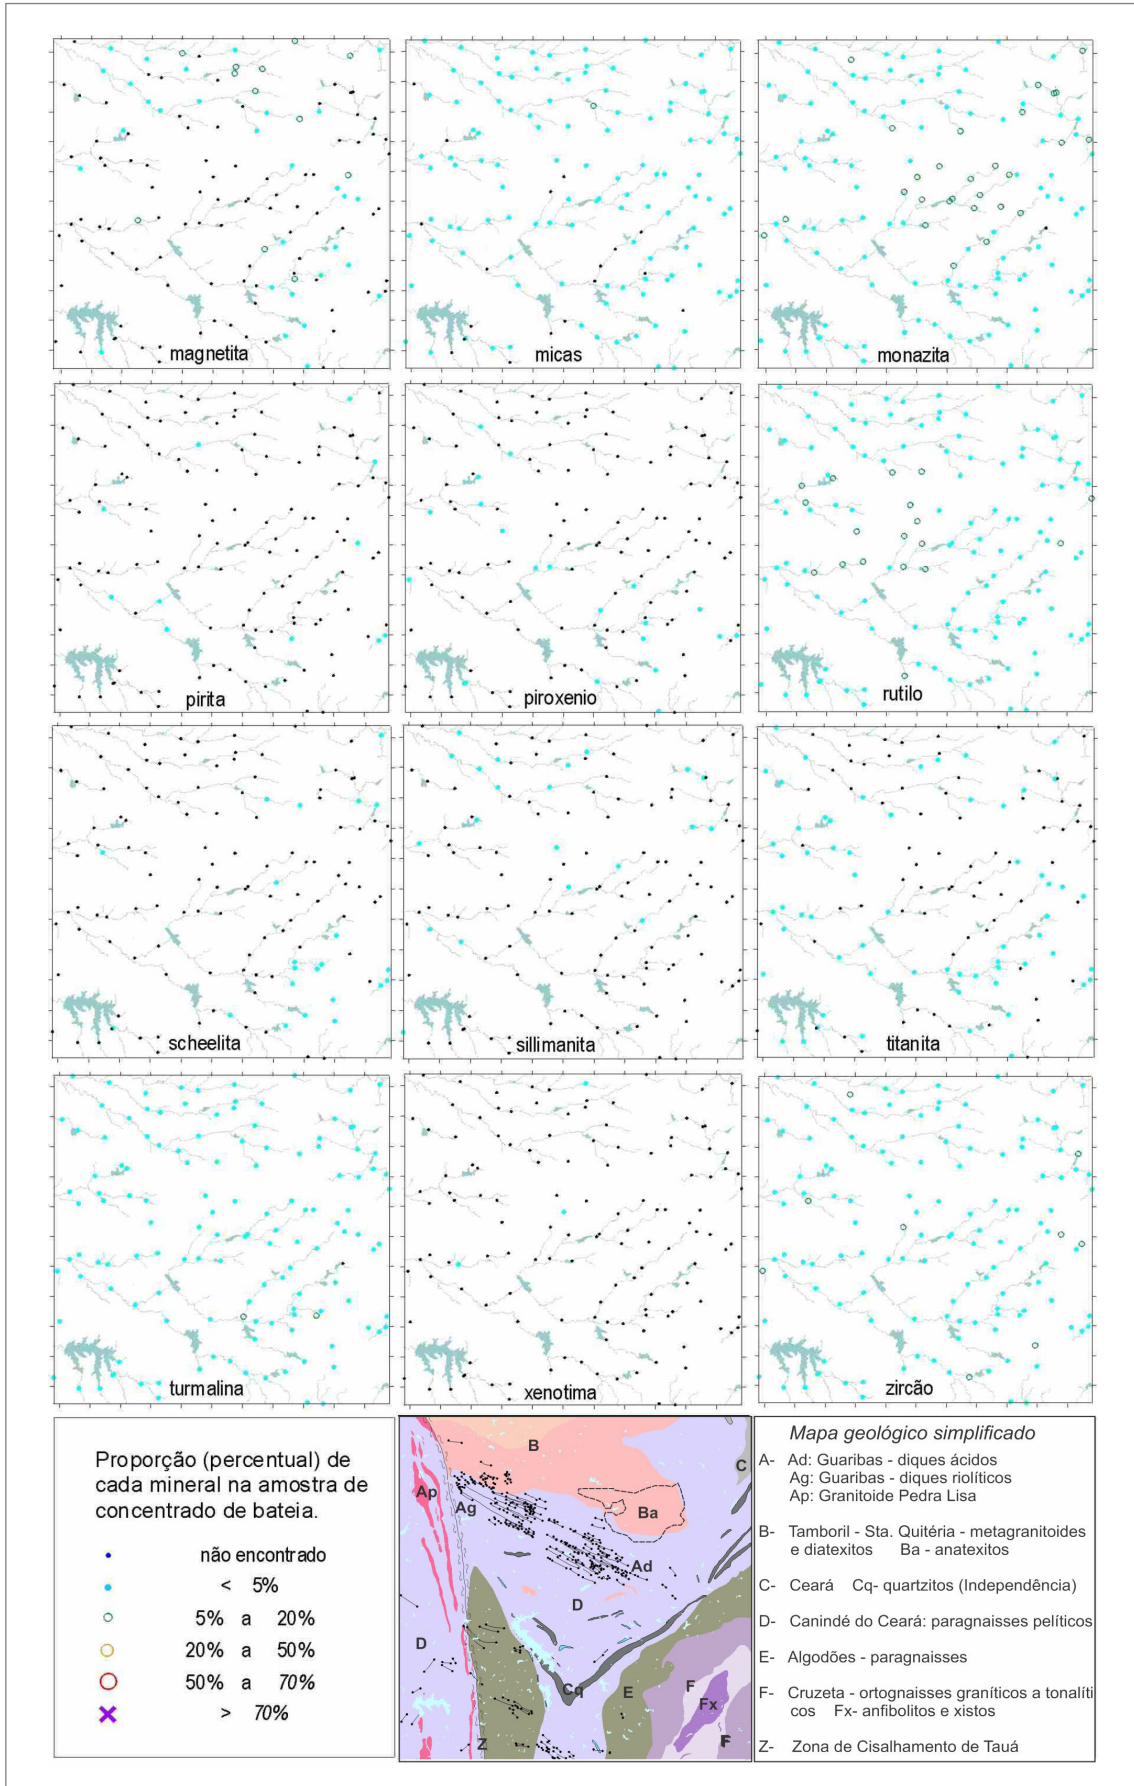 magnetita
micas
monazita
pirita
piroxenio
rutilo
scheelita
sillimanita
titanita
turmalina
xenotima
zircão
Proporção (percentual) de
cada mineral na amostra de
concentrado de bateia.
não encontrado
< 5%
5% a 20%
20% a 50%
50% a 70%
> 70%
B
C
Ap
Ag
Ba
Ad
D
D
Cq
E
F
Fx
F
Z
Mapa geológico simplificado
A- Ad: Guaribas - diques ácidos
Ag: Guaribas - diques riolíticos
Ap: Granitoide Pedra Lisa
B- Tamboril - Sta. Quitéria - metagranitoides
e diatexitos Ba - anatexitos
C- Ceará Cq- quartzitos (Independência)
D- Canindé do Ceará: paragnaisses pelíticos
E- Algodões - paragnaisses
F- Cruzeta - ortognaisses graníticos a tonalíti
cos Fx- anfibolitos e xistos
Z- Zona de Cisalhamento de Tauá